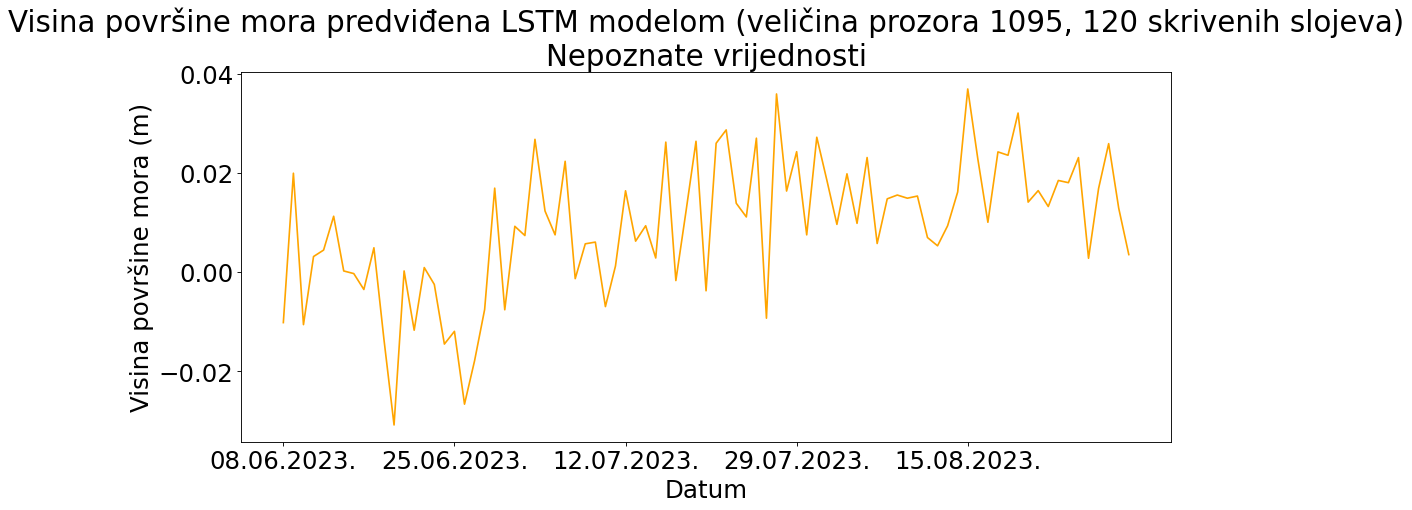 Visina površine mora predviđena LSTM modelom (veličina prozora 1095, 120 skrivenih slojeva)
Nepoznate vrijednosti
Visina površine mora (m)
0.04
0.02
0.00
−0.02
08.06.2023. 25.06.2023. 12.07.2023. 29.07.2023. 15.08.2023.
Datum